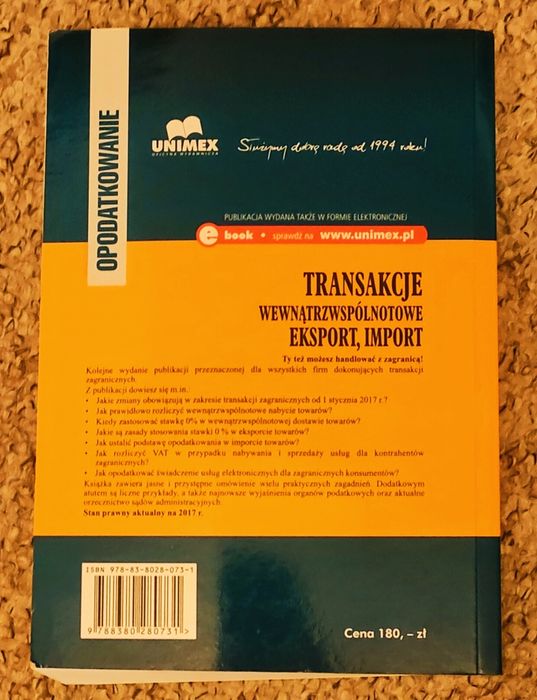 OPODATKOWANIE
UNIMEX
OFICYNA WYDAWNICZA
Służymy dobrą radą od 1994 roku!
PUBLIKACJA WYDANA TAKŻE W FORMIE ELEKTRONICZNEJ
e book • sprawdź na www.unimex.pl
TRANSAKCJE
WEWNĄTRZWSPÓLNOTOWE
EKSPORT, IMPORT
Ty też możesz handlować z zagranicą!
Kolejne wydanie publikacji przeznaczonej dla wszystkich firm dokonujących transakcji
zagranicznych.
Z publikacji dowiesz się m.in.:
• Jakie zmiany obowiązują w zakresie transakcji zagranicznych od 1 stycznia 2017 r.?
• Jak prawidłowo rozliczyć wewnątrzwspólnotowe nabycie towarów?
• Kiedy zastosować stawkę 0% w wewnątrzwspólnotowej dostawie towarów?
• Jakie są zasady stosowania stawki 0 % w eksporcie towarów?
• Jak ustalić podstawę opodatkowania w imporcie towarów?
• Jak rozliczyć VAT w przypadku nabywania i sprzedaży usług dla kontrahentów
zagranicznych?
• Jak opodatkować świadczenie usług elektronicznych dla zagranicznych konsumentów?
Książka zawiera jasne i przystępne omówienie wielu praktycznych zagadnień. Dodatkowym
atutem są liczne przykłady, a także najnowsze wyjaśnienia organów podatkowych oraz aktualne
orzecznictwo sądów administracyjnych.
Stan prawny aktualny na 2017 r.
ISBN 978-83-8028-073-1
9 788380 280731 >
Cena 180,– zł